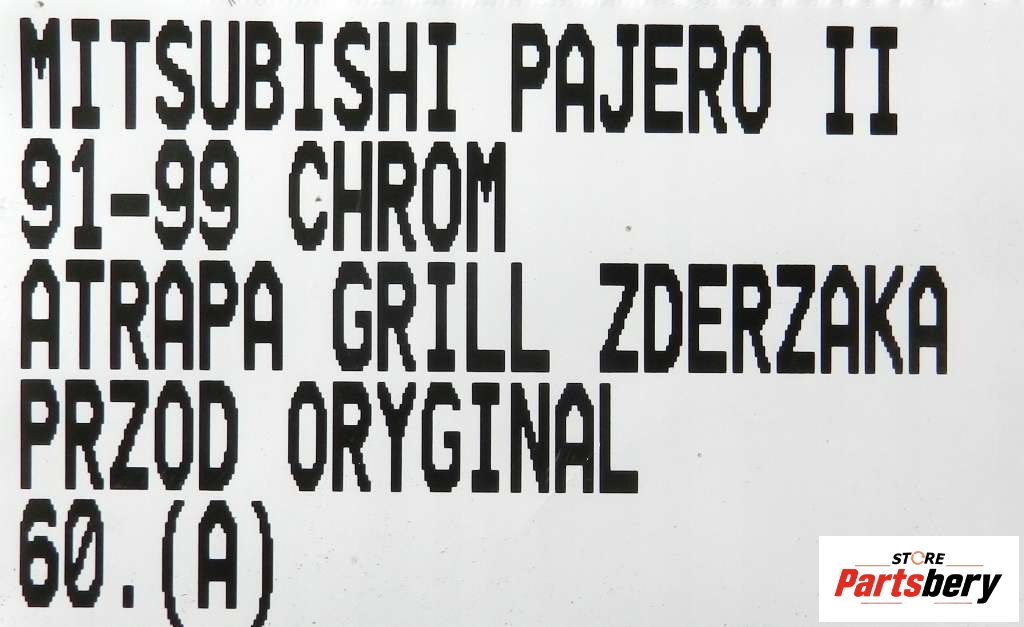 MITSUBISHI PAJERO II
91-99 CHROM
ATRAPA GRILL ZDERZAKA
PRZOD ORYGINAL
60.(A)
STORE
Partsbery